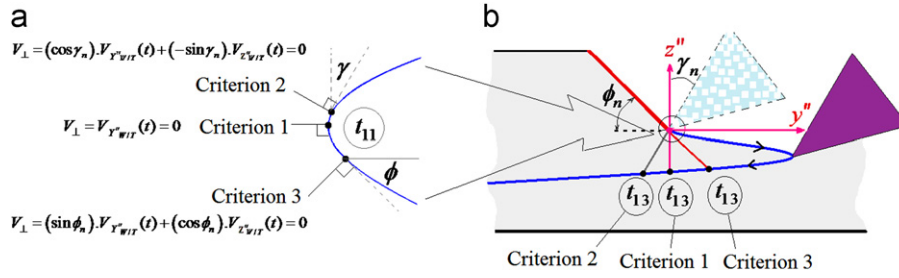 a
V⊥=(cosγn).VY''W/T(t)+(−sinγn).VZ''W/T(t)=0
γ
Criterion 2
V⊥=VY''W/T(t)=0
Criterion 1
t11
Criterion 3
ϕ
V⊥=(sinϕn).VY''W/T(t)+(cosϕn).VZ''W/T(t)=0
b
z''
γn
ϕn
y''
t13
t13
t13
Criterion 2
Criterion 1
Criterion 3